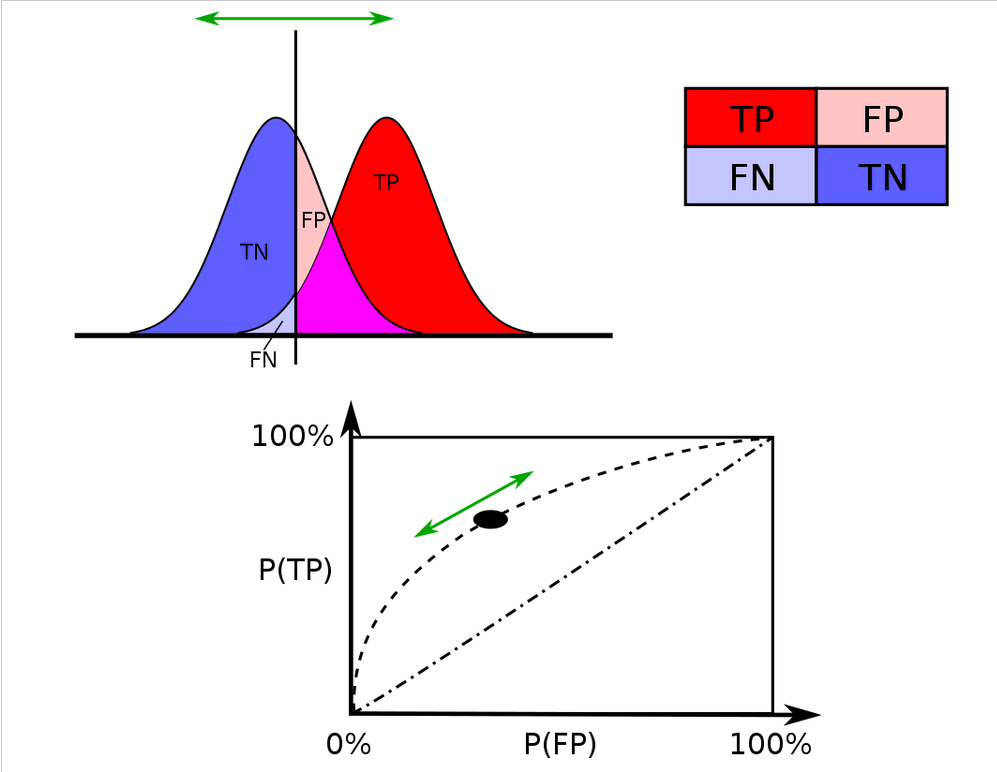 TP FP
FN TN
TP
FP
TN
FN
100%
P(TP)
0% P(FP) 100%